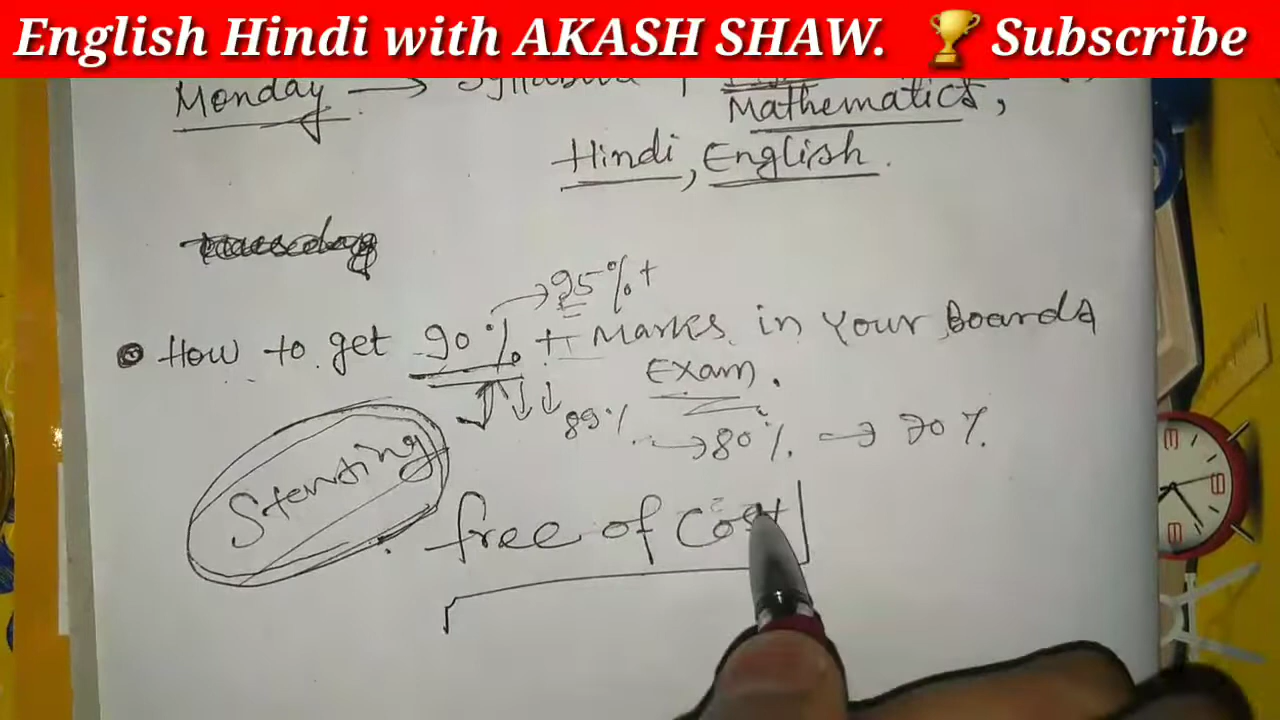 English Hindi with AKASH SHAW. 🏆 Subscribe
Monday → Syllabus
Mathematics,
Hindi, English.
→ 95%+
How to get 90% + Marks in Your Boards
Exam.
89% → 80% → 70%
free of Cost